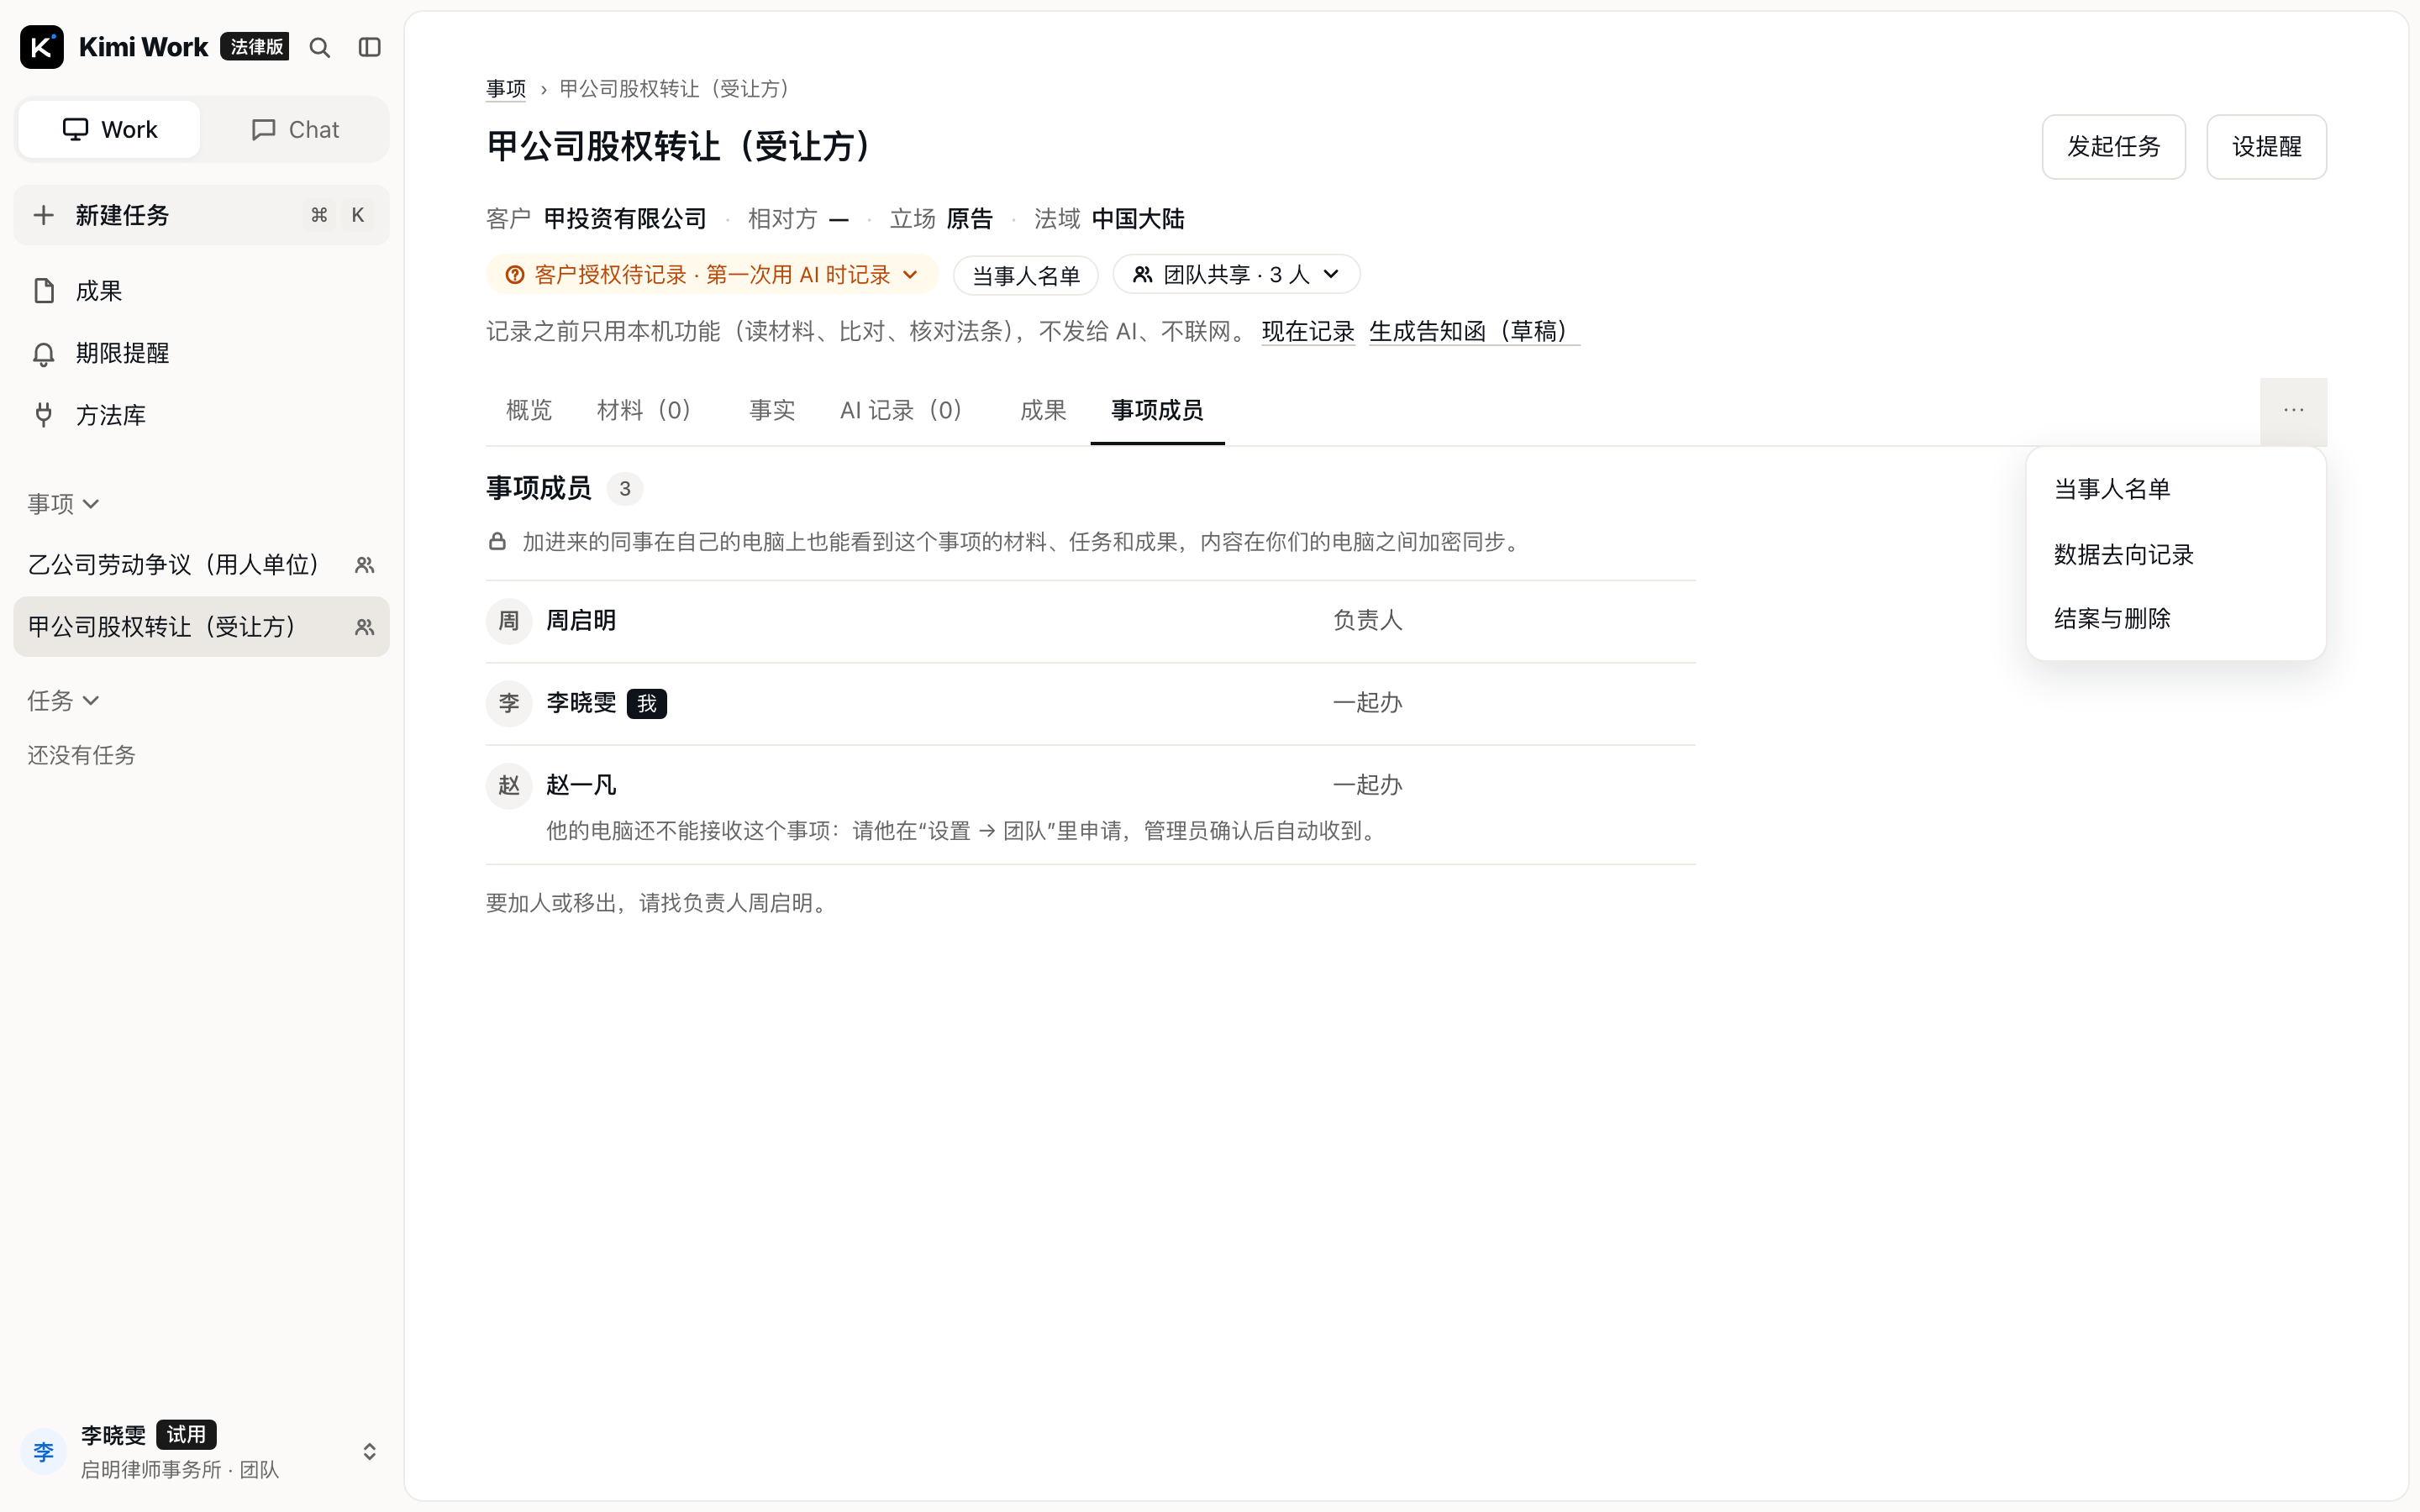 Kimi Work 法律版
Work
Chat
新建任务 ⌘ K
成果
期限提醒
方法库
事项
乙公司劳动争议（用人单位）
甲公司股权转让（受让方）
任务
还没有任务
李晓雯 试用
启明律师事务所 · 团队
事项 › 甲公司股权转让（受让方）
甲公司股权转让（受让方）
发起任务
设提醒
客户 甲投资有限公司 · 相对方 — · 立场 原告 · 法域 中国大陆
客户授权待记录 · 第一次用 AI 时记录
当事人名单
团队共享 · 3 人
记录之前只用本机功能（读材料、比对、核对法条），不发给 AI、不联网。 现在记录 生成告知函（草稿）
概览 材料（0） 事实 AI 记录（0） 成果 事项成员 ···
当事人名单
数据去向记录
结案与删除
事项成员 3
加进来的同事在自己的电脑上也能看到这个事项的材料、任务和成果，内容在你们的电脑之间加密同步。
周 周启明 负责人
李 李晓雯 我 一起办
赵 赵一凡 一起办
他的电脑还不能接收这个事项：请他在“设置 → 团队”里申请，管理员确认后自动收到。
要加人或移出，请找负责人周启明。
李